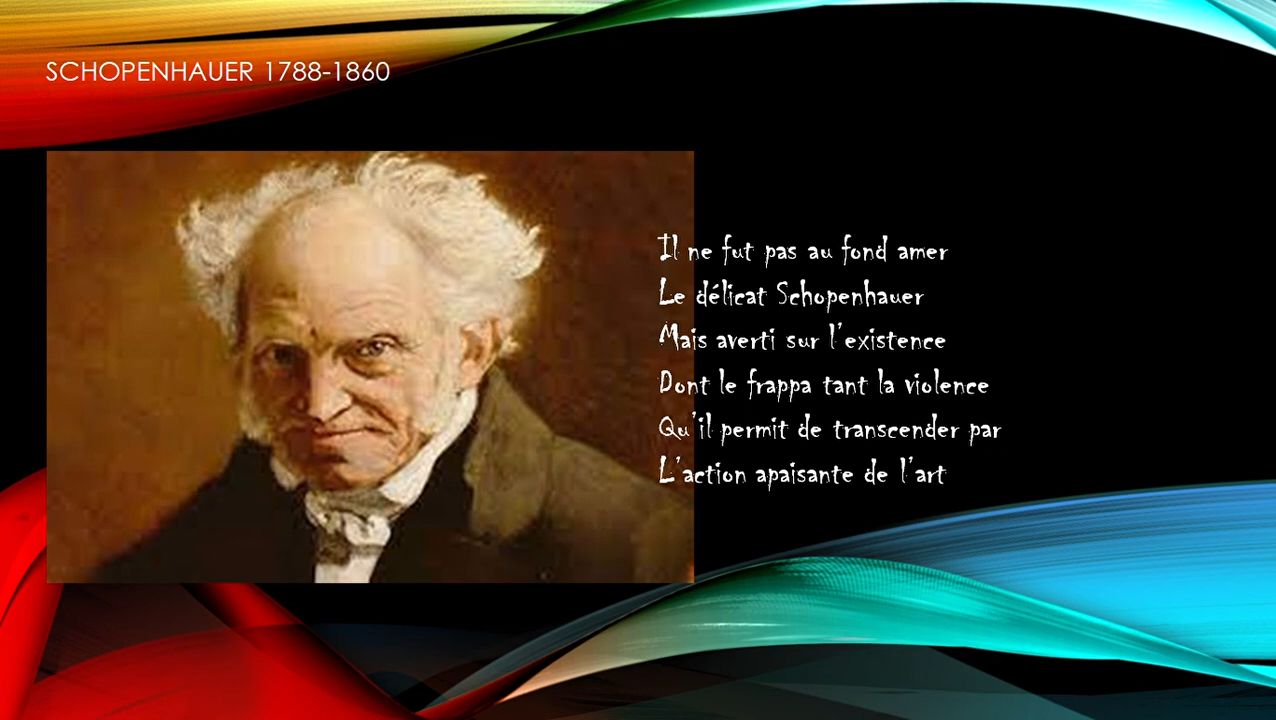 SCHOPENHAUER 1788-1860
Il ne fut pas au fond amer
Le délicat Schopenhauer
Mais averti sur l'existence
Dont le frappa tant la violence
Qu'il permit de transcender par
L'action apaisante de l'art